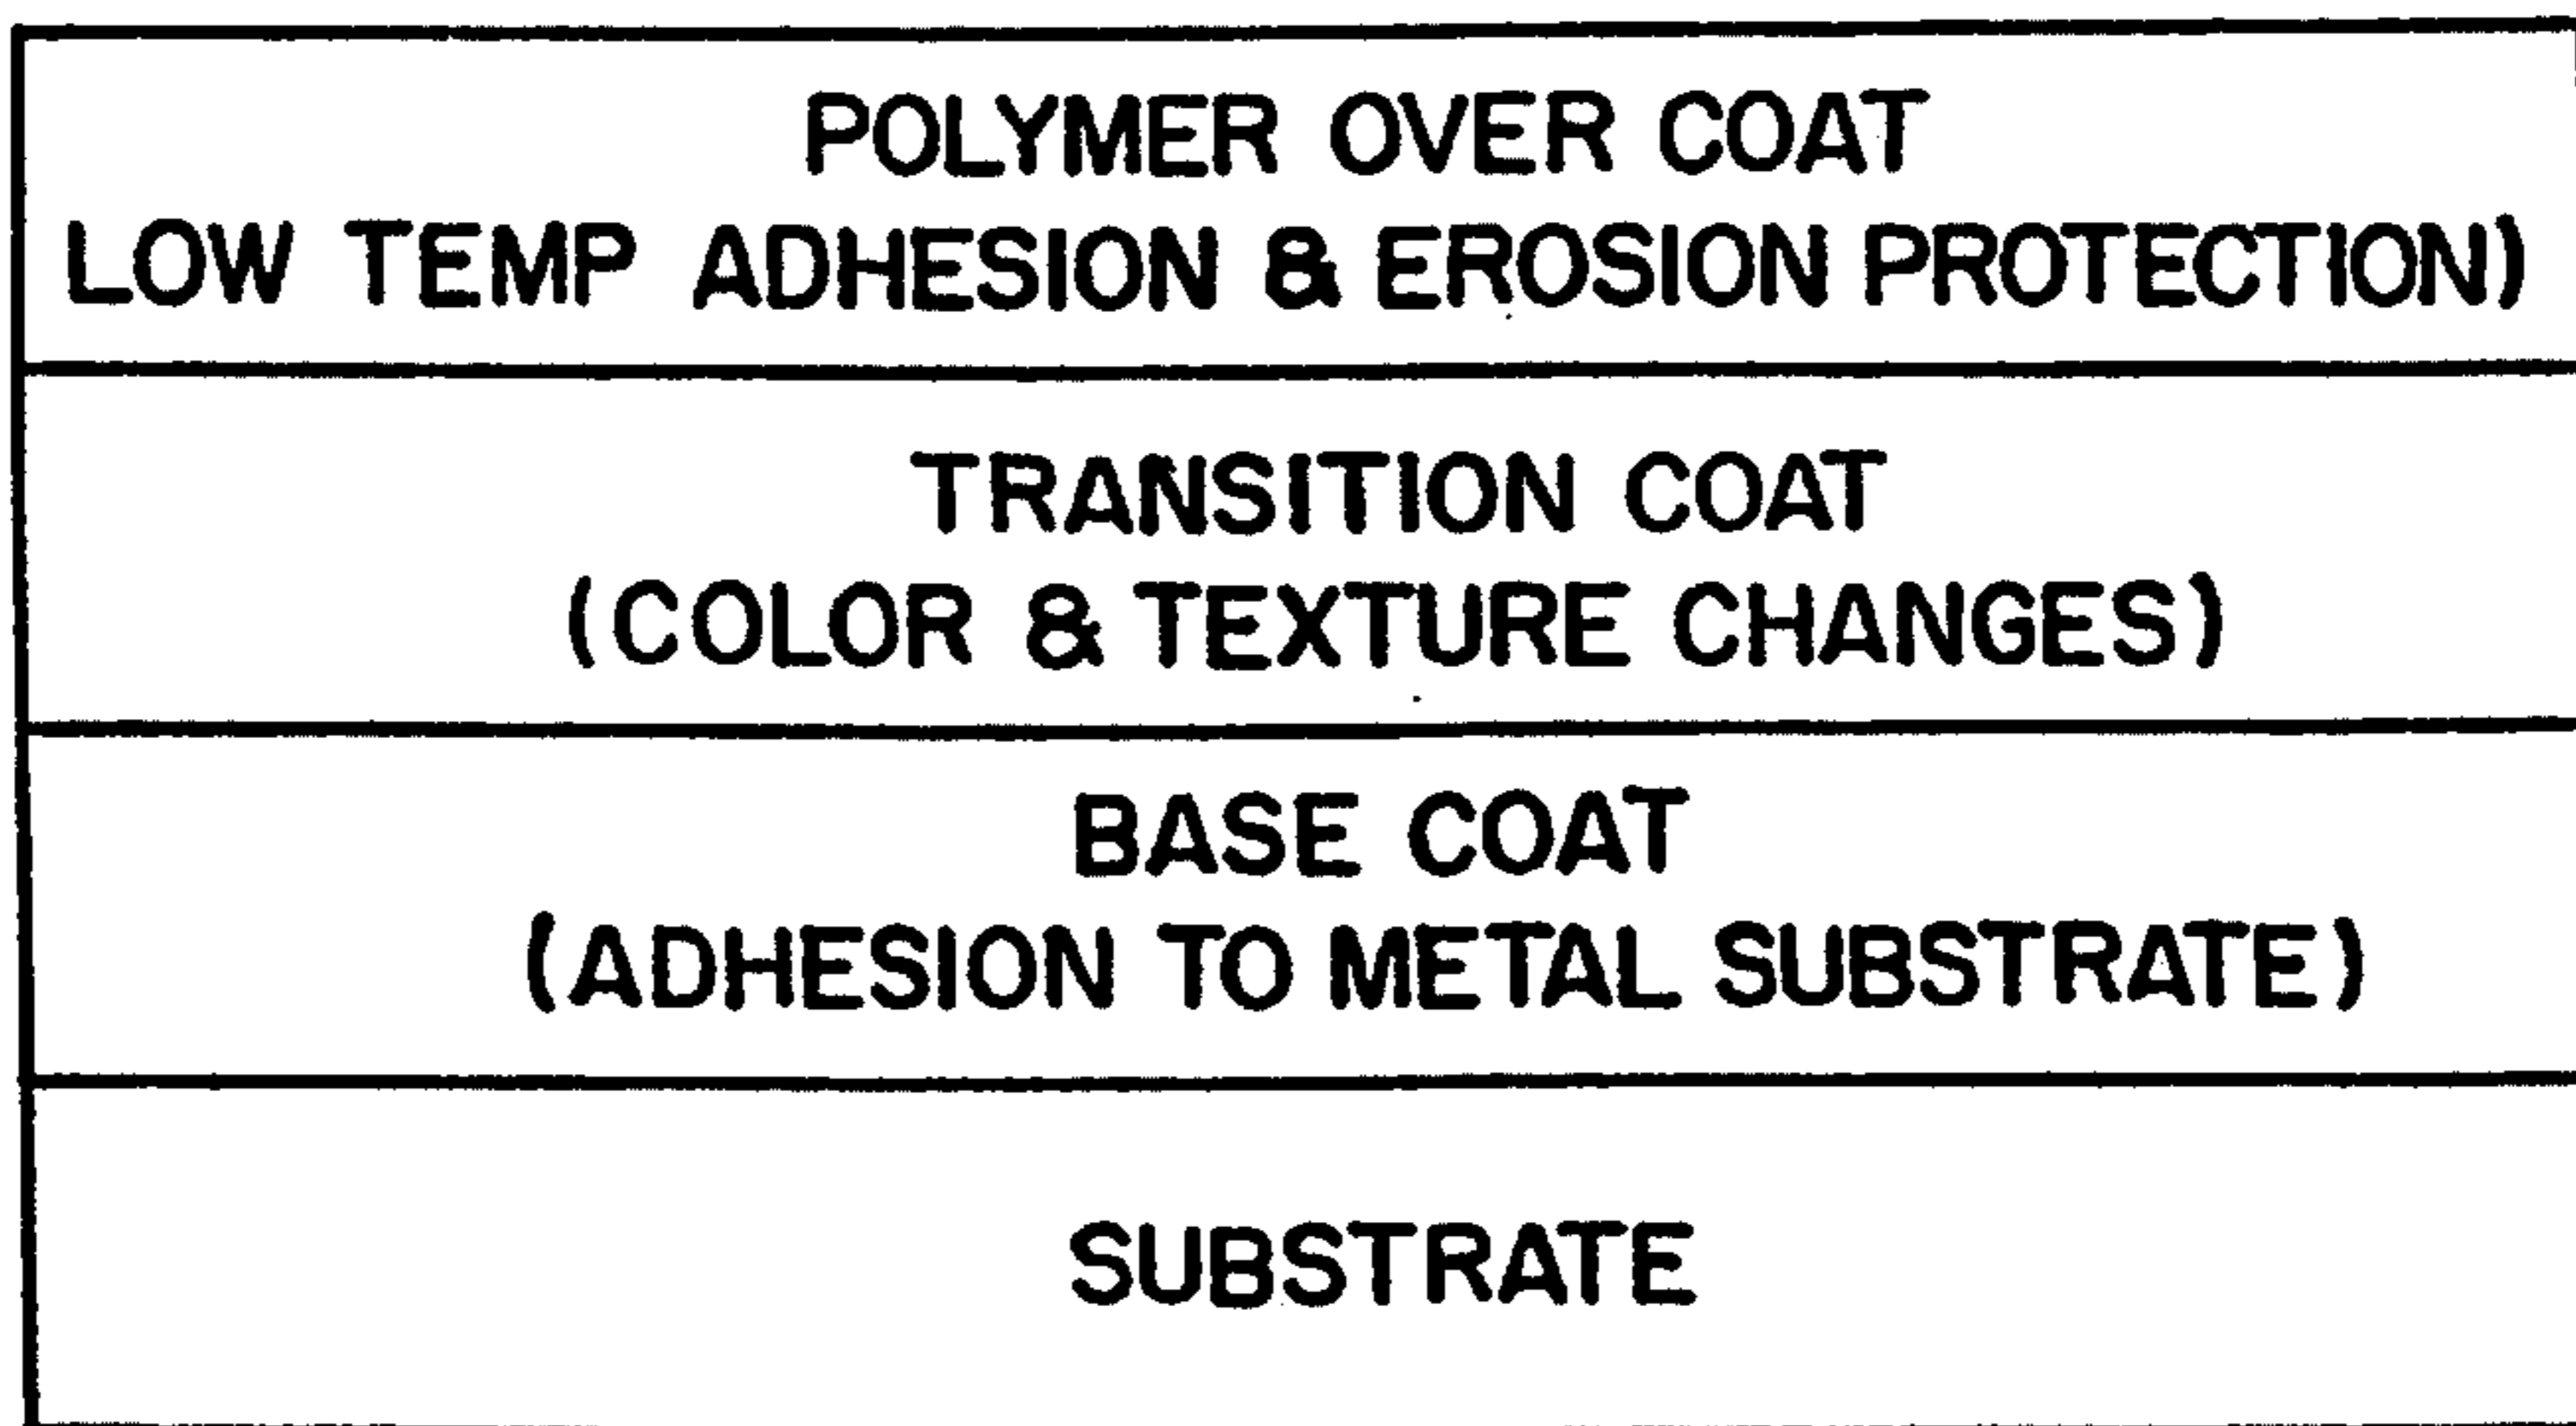 POLYMER OVER COAT
LOW TEMP ADHESION & EROSION PROTECTION)
TRANSITION COAT
(COLOR & TEXTURE CHANGES)
BASE COAT
(ADHESION TO METAL SUBSTRATE)
SUBSTRATE